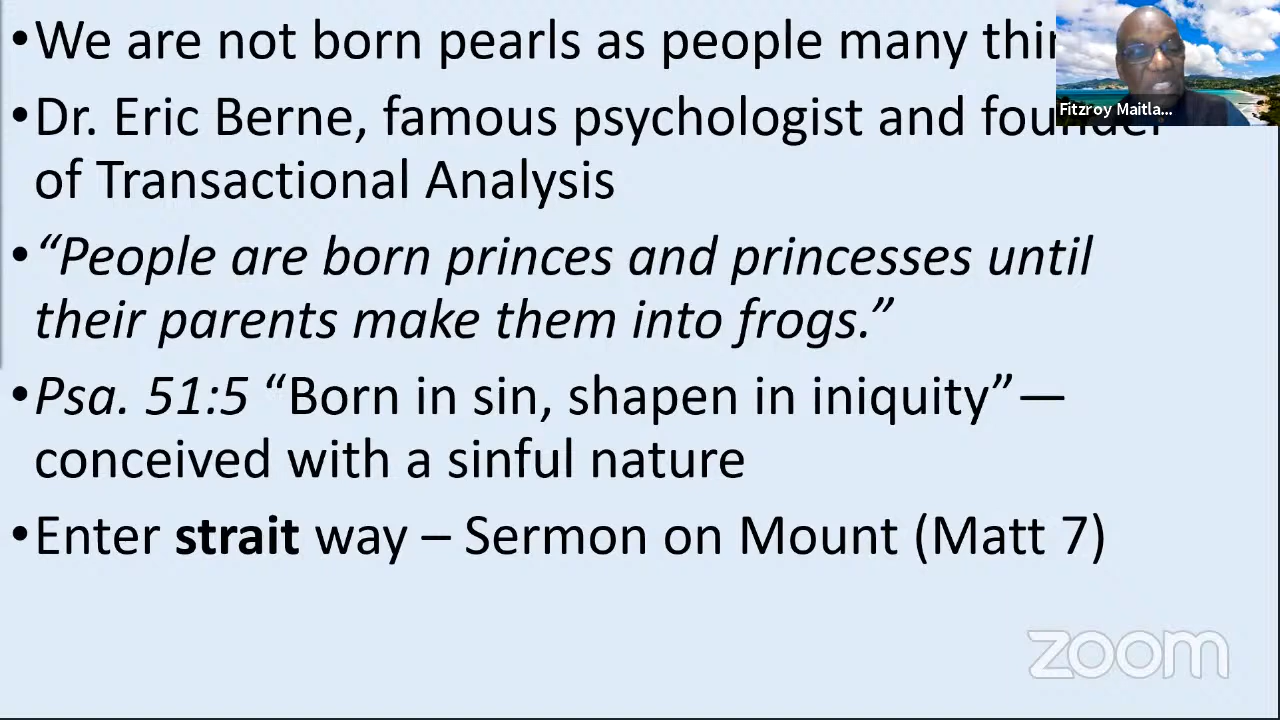 •We are not born pearls as people many
•Dr. Eric Berne, famous psychologist and founder
of Transactional Analysis
•“People are born princes and princesses until
their parents make them into frogs.”
•Psa. 51:5 “Born in sin, shapen in iniquity”—
conceived with a sinful nature
•Enter strait way – Sermon on Mount (Matt 7)
Fitzroy Maitla...
zoom